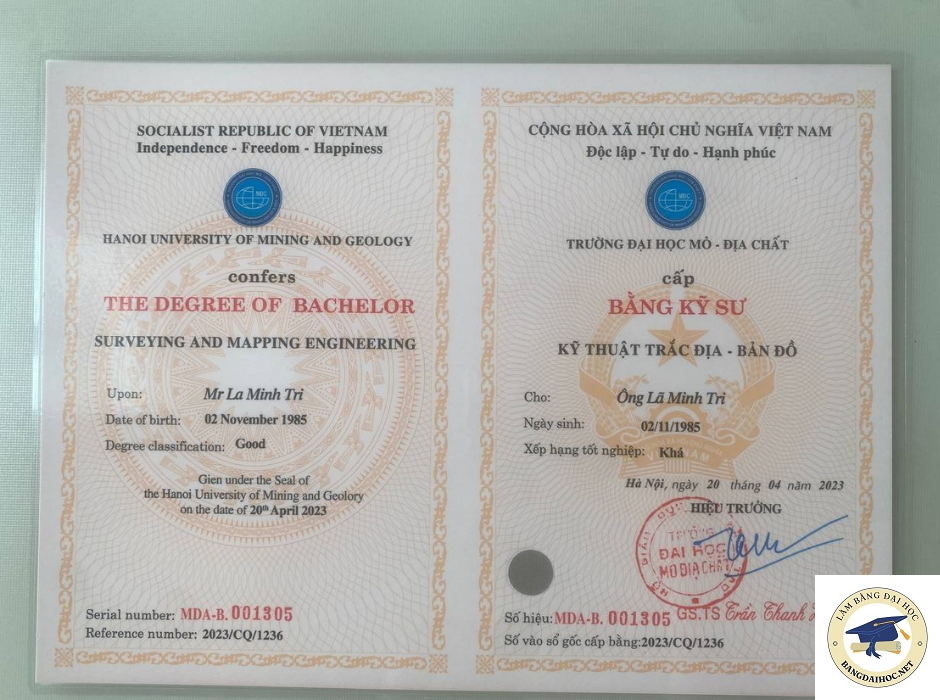 SOCIALIST REPUBLIC OF VIETNAM
Independence - Freedom - Happiness
HANOI UNIVERSITY OF MINING AND GEOLOGY
confers
THE DEGREE OF BACHELOR
SURVEYING AND MAPPING ENGINEERING
Upon: Mr La Minh Tri
Date of birth: 02 November 1985
Degree classification: Good
Gien under the Seal of
the Hanoi University of Mining and Geolory
on the date of 20th April 2023
Serial number: MDA-B. 001305
Reference number: 2023/CQ/1236
CỘNG HÒA XÃ HỘI CHỦ NGHĨA VIỆT NAM
Độc lập - Tự do - Hạnh phúc
TRƯỜNG ĐẠI HỌC MỎ - ĐỊA CHẤT
cấp
BẰNG KỸ SƯ
KỸ THUẬT TRẮC ĐỊA - BẢN ĐỒ
Cho: Ông Lã Minh Tri
Ngày sinh: 02/11/1985
Xếp hạng tốt nghiệp: Khá
Hà Nội, ngày 20 tháng 04 năm 2023
HIỆU TRƯỞNG
TRƯỜNG
ĐẠI HỌC
MỎ ĐỊA CHẤT
Số hiệu: MDA-B. 001305 GS.TS Trần Thanh
Số vào sổ gốc cấp bằng: 2023/CQ/1236
LÀM BẰNG ĐẠI HỌC
BANGDAIHOC.NET